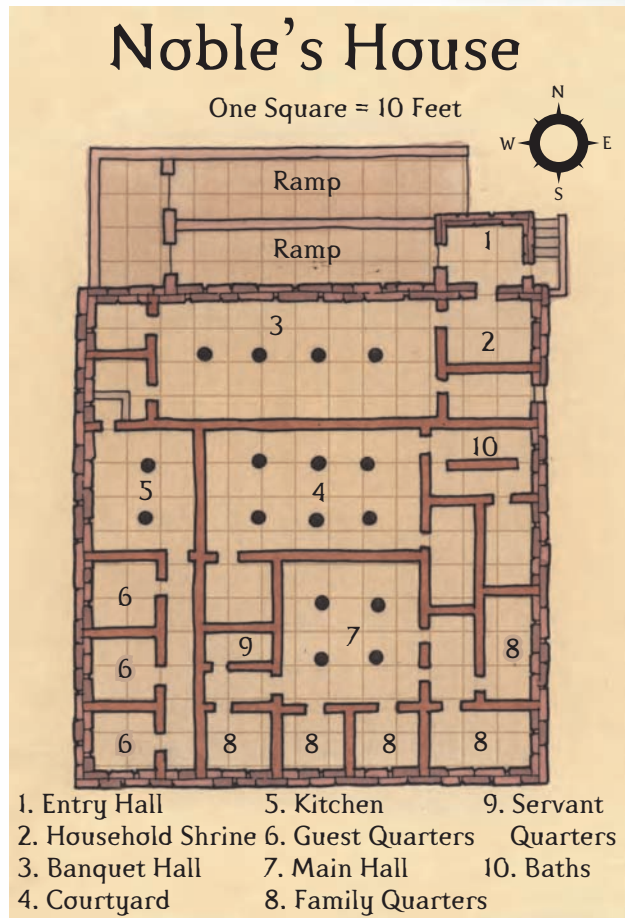 Noble's House
One Square = 10 Feet
N
W E
S
Ramp
Ramp
1
3
2
10
5 4
6
7
9 8
6
6 8 8 8 8
1. Entry Hall
2. Household Shrine
3. Banquet Hall
4. Courtyard
5. Kitchen
6. Guest Quarters
7. Main Hall
8. Family Quarters
9. Servant
Quarters
10. Baths